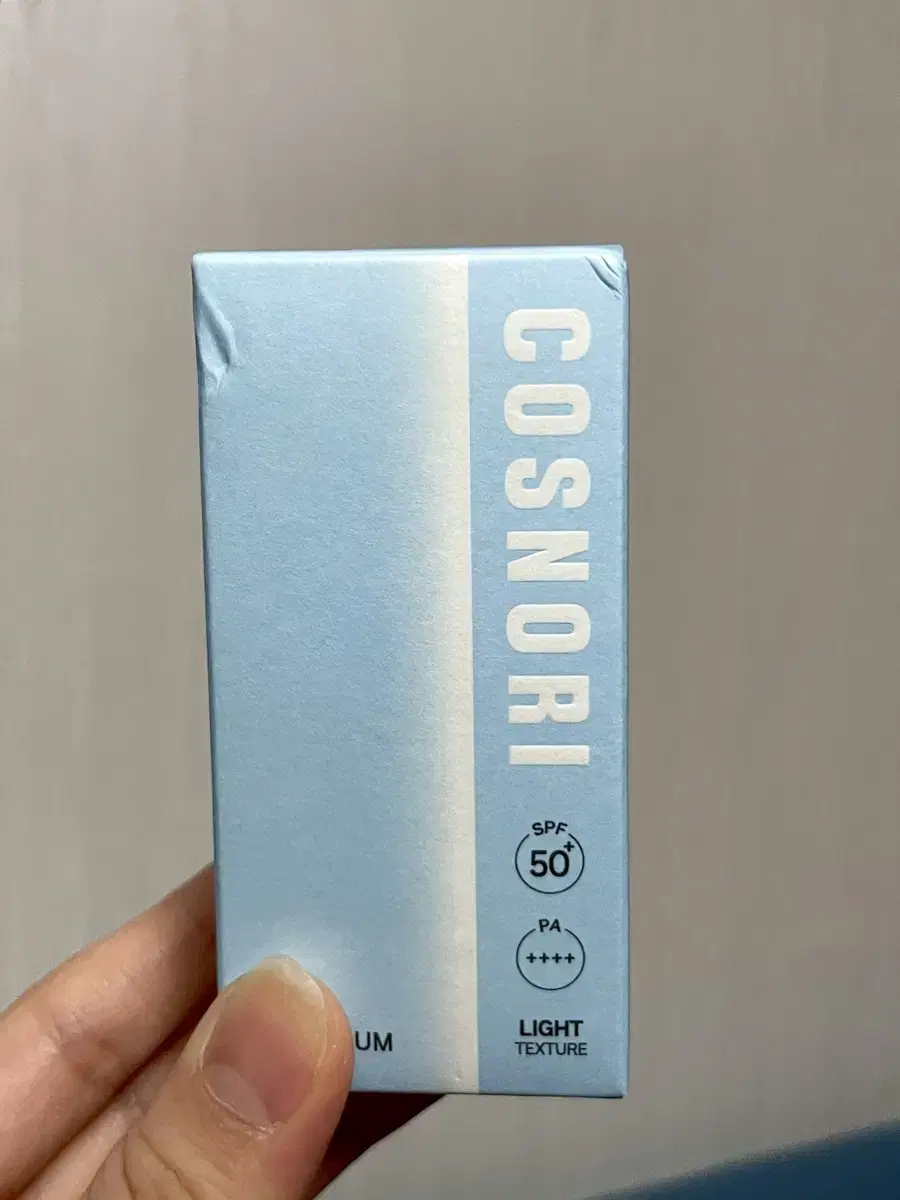 COSNORI
SPF
50+
PA
++++
LIGHT
TEXTURE
UM